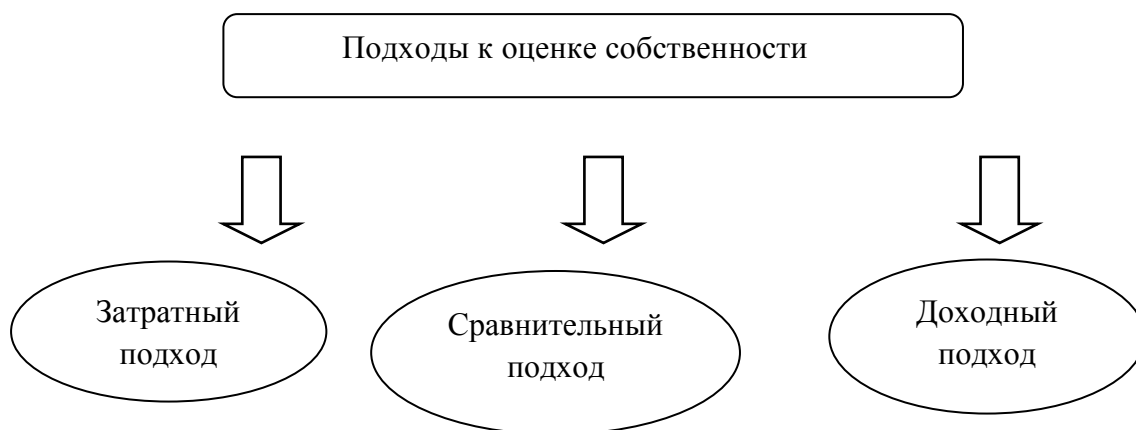 Подходы к оценке собственности
Затратный
подход
Сравнительный
подход
Доходный
подход